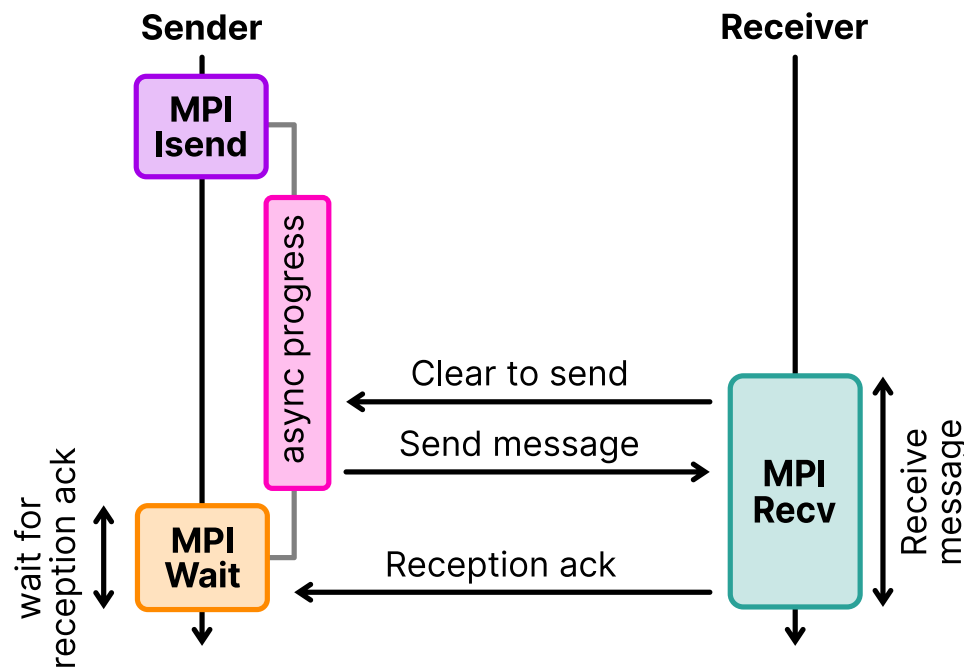 Sender
Receiver
MPI
Isend
async progress
Clear to send
Send message
MPI
Recv
Receive
message
wait for
reception ack
MPI
Wait
Reception ack